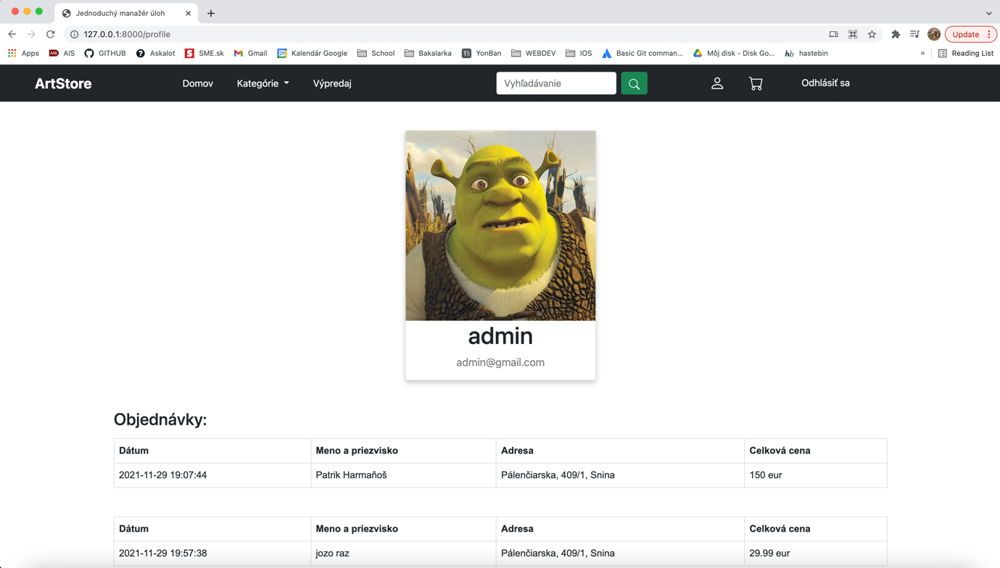 Jednoduchý manažér úloh
127.0.0.1:8000/profile
Update
Apps AIS GITHUB Askalot SME.sk Gmail Kalendár Google School Bakalarka YonBan WEBDEV IOS Basic Git comman... Môj disk - Disk Go... hastebin » Reading List
ArtStore Domov Kategórie Výpredaj Vyhľadávanie Odhlásiť sa
admin
admin@gmail.com
Objednávky:
Dátum Meno a priezvisko Adresa Celková cena
2021-11-29 19:07:44 Patrik Harmaňoš Pálenčiarska, 409/1, Snina 150 eur
Dátum Meno a priezvisko Adresa Celková cena
2021-11-29 19:57:38 jozo raz Pálenčiarska, 409/1, Snina 29.99 eur